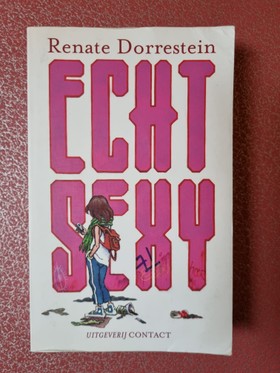 Renate Dorrestein
ECHT
SEXY
UITGEVERIJ CONTACT